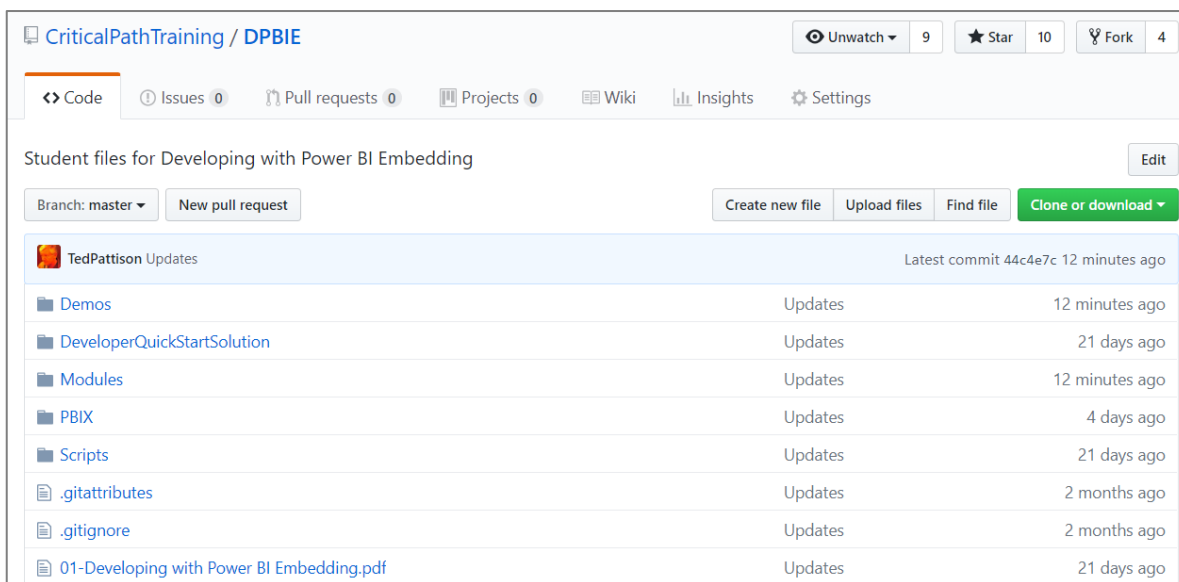 CriticalPathTraining / DPBIE Unwatch 9 Star 10 Fork 4
Code Issues 0 Pull requests 0 Projects 0 Wiki Insights Settings
Student files for Developing with Power BI Embedding Edit
Branch: master New pull request Create new file Upload files Find file Clone or download
TedPattison Updates Latest commit 44c4e7c 12 minutes ago
Demos Updates 12 minutes ago
DeveloperQuickStartSolution Updates 21 days ago
Modules Updates 12 minutes ago
PBIX Updates 4 days ago
Scripts Updates 21 days ago
.gitattributes Updates 2 months ago
.gitignore Updates 2 months ago
01-Developing with Power BI Embedding.pdf Updates 21 days ago